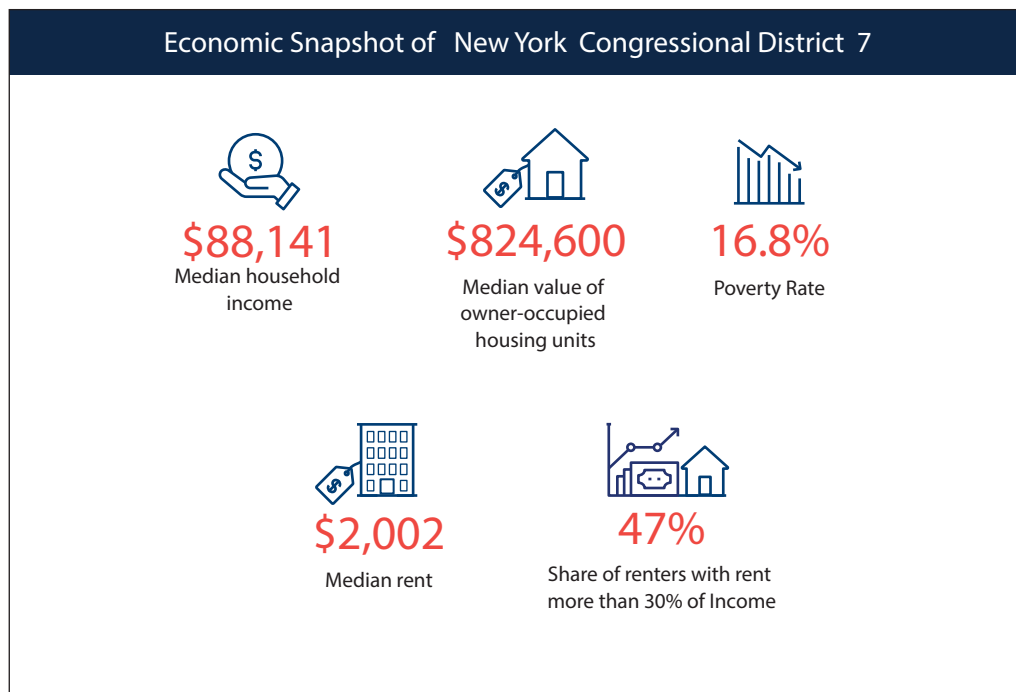 Economic Snapshot of New York Congressional District 7
$
$88,141
Median household
income
$
$824,600
Median value of
owner-occupied
housing units
16.8%
Poverty Rate
$
$2,002
Median rent
47%
Share of renters with rent
more than 30% of Income